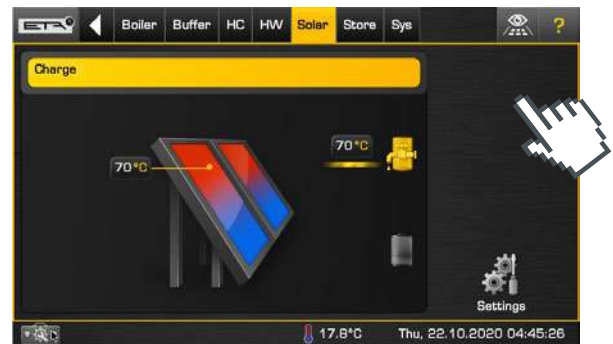 ETA Boiler Buffer HC HW Solar Store Sys ?
Charge
70°C
70°C
Settings
17.8°C Thu, 22.10.2020 04:45:26